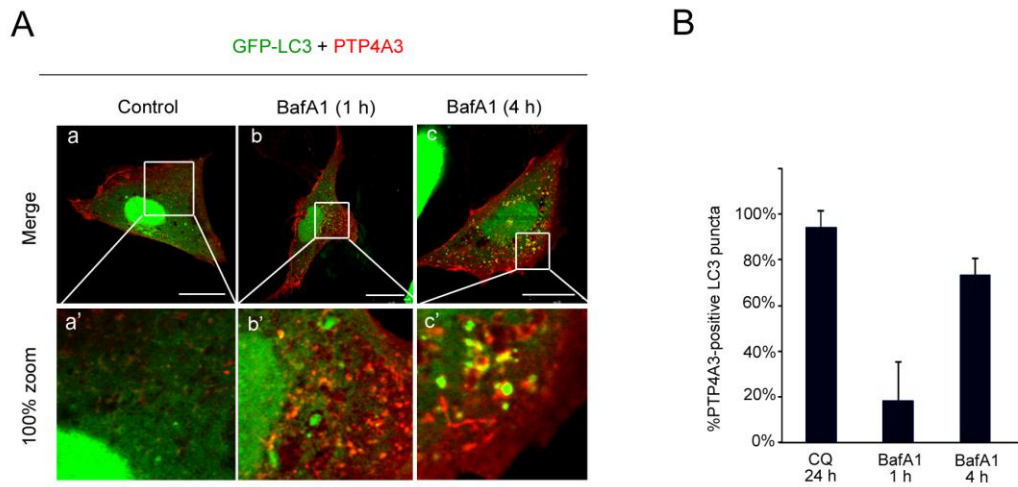 A
GFP-LC3 + PTP4A3
Control
BafA1 (1 h)
BafA1 (4 h)
Merge
a
b
c
100% zoom
a'
b'
c'
B
%PTP4A3-positive LC3 puncta
100%
80%
60%
40%
20%
0%
CQ
24 h
BafA1
1 h
BafA1
4 h